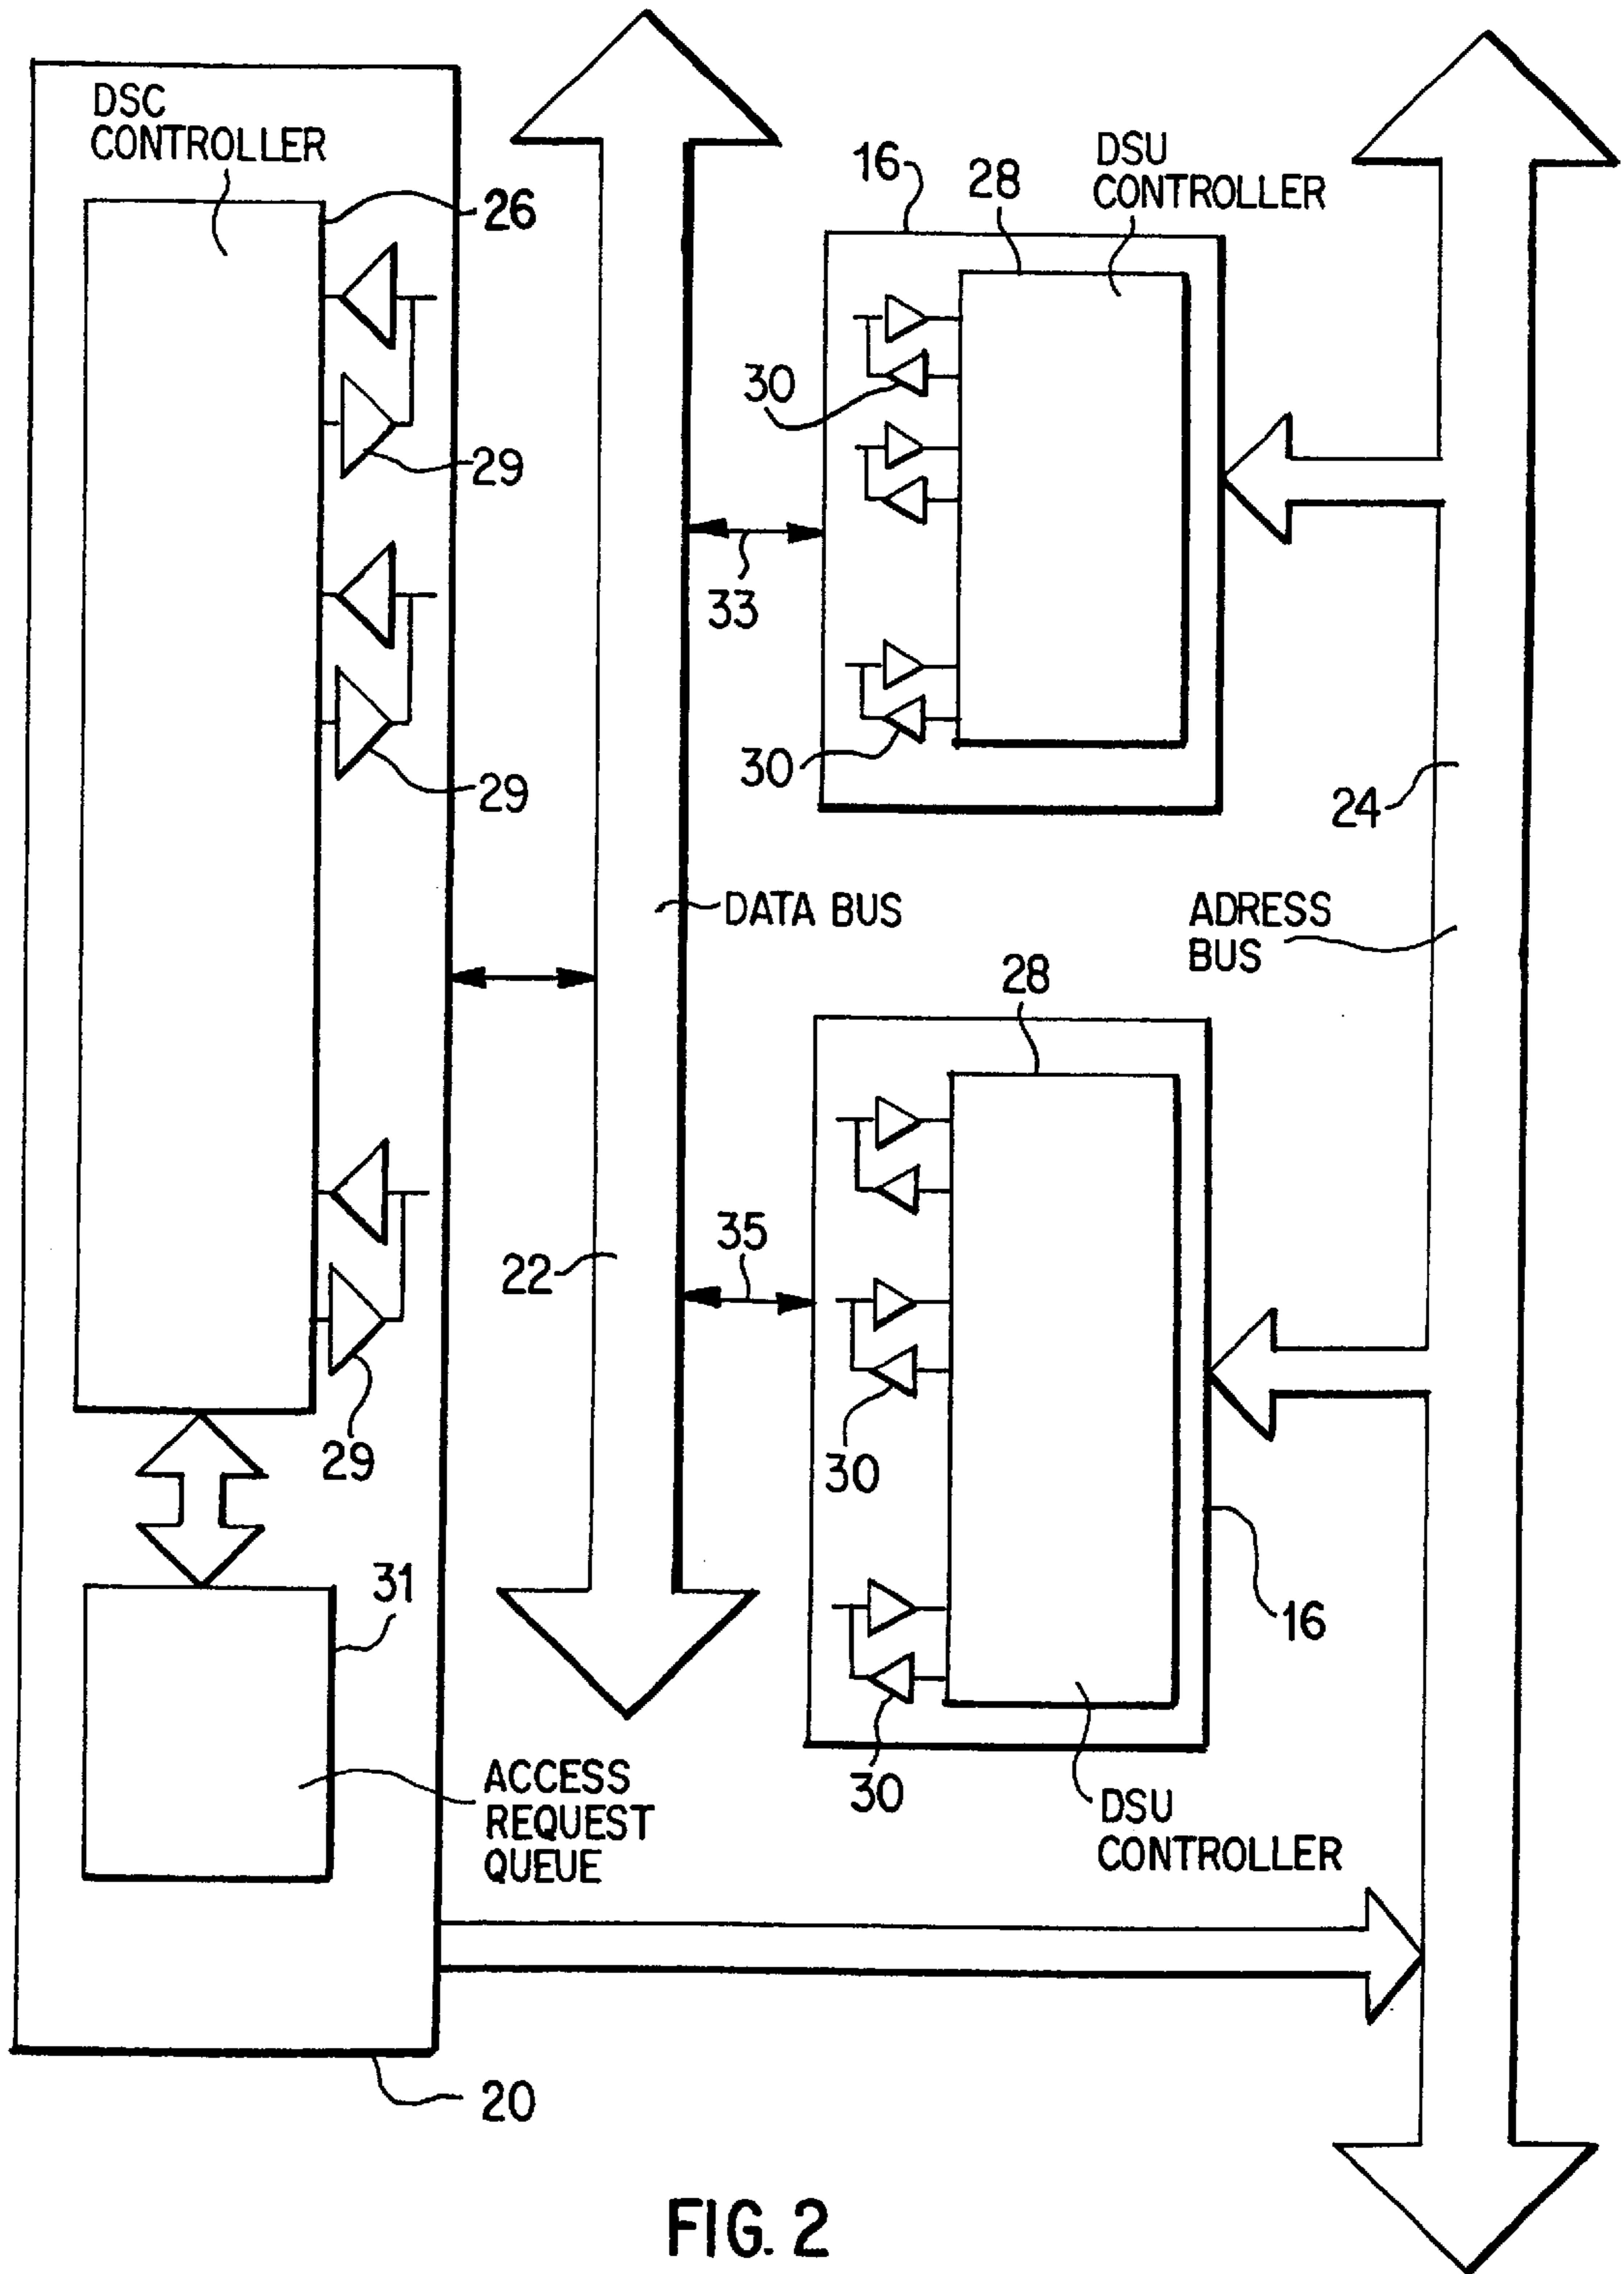 DSC
CONTROLLER
26
16
28
DSU
CONTROLLER
30
29
33
30
29
24
DATA BUS
ADRESS
BUS
28
35
22
29
30
31
16
ACCESS
REQUEST
QUEUE
30
DSU
CONTROLLER
20
FIG. 2